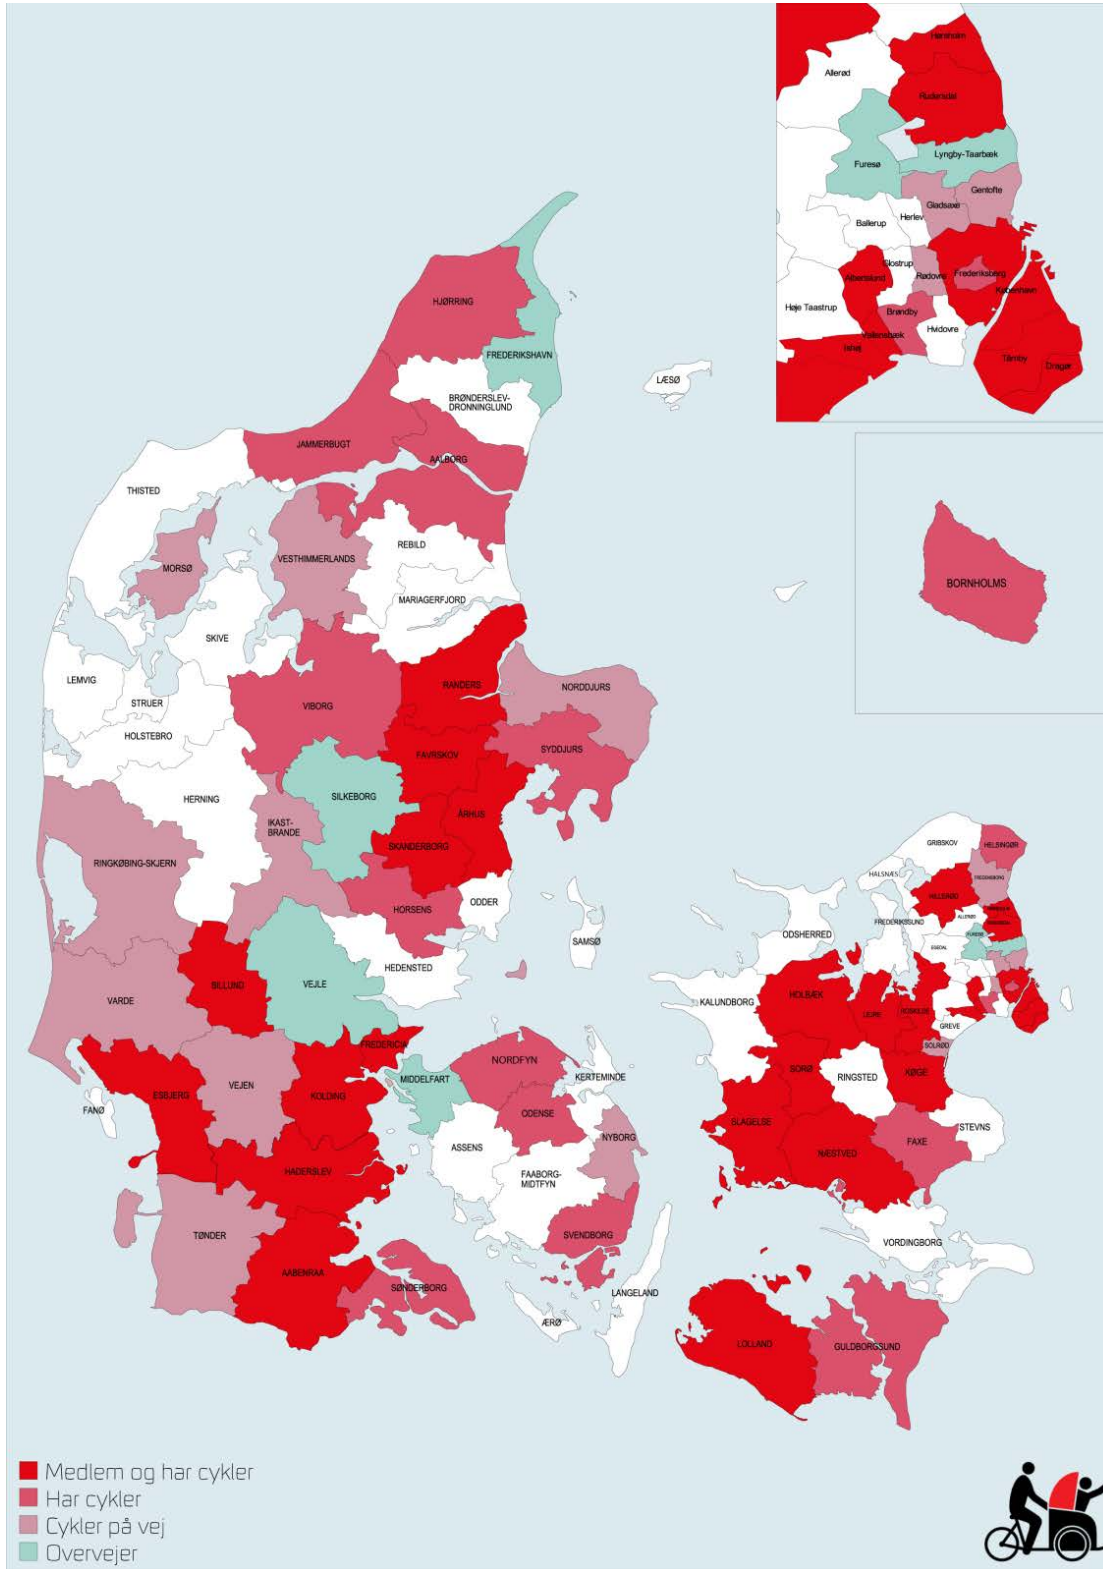 Hørsholm
Allerød
Rudersdal
Furesø
Lyngby-Taarbæk
Gentofte
Gladsaxe
Ballerup
Herlev
Glostrup
Rødovre
Albertslund
Frederiksberg
København
Høje Taastrup
Brøndby
Hvidovre
Vallensbæk
Ishøj
Tårnby
Dragør
HJØRRING
FREDERIKSHAVN
LÆSØ
BRØNDERSLEV-
DRONNINGLUND
JAMMERBUGT
AALBORG
THISTED
REBILD
VESTHIMMERLANDS
MORSØ
MARIAGERFJORD
BORNHOLMS
SKIVE
LEMVIG
RANDERS
NORDDJURS
STRUER
VIBORG
HOLSTEBRO
FAVRSKOV
SYDDJURS
HERNING
SILKEBORG
ÅRHUS
IKAST-
BRANDE
SKANDERBORG
RINGKØBING-SKJERN
HORSENS
ODDER
SAMSØ
HEDENSTED
BILLUND
VEJLE
VARDE
GRIBSKOV
HELSINGØR
HALSNÆS
FREDENSBORG
HILLERØD
ALLERØD
FREDERIKSSUND
ODSHERRED
FURESØ
EGEDAL
KALUNDBORG
HOLBÆK
LEJRE
ROSKILDE
GREVE
SOLRØD
FREDERICIA
MIDDELFART
NORDFYN
KERTEMINDE
SORØ
RINGSTED
KØGE
ESBJERG
VEJEN
KOLDING
FANØ
ODENSE
SLAGELSE
STEVNS
NYBORG
ASSENS
FAXE
NÆSTVED
HADERSLEV
FAABORG-
MIDTFYN
TØNDER
SVENDBORG
VORDINGBORG
AABENRAA
SØNDERBORG
LANGELAND
ÆRØ
LOLLAND
GULDBORGSUND
Medlem og har cykler
Har cykler
Cykler på vej
Overvejer